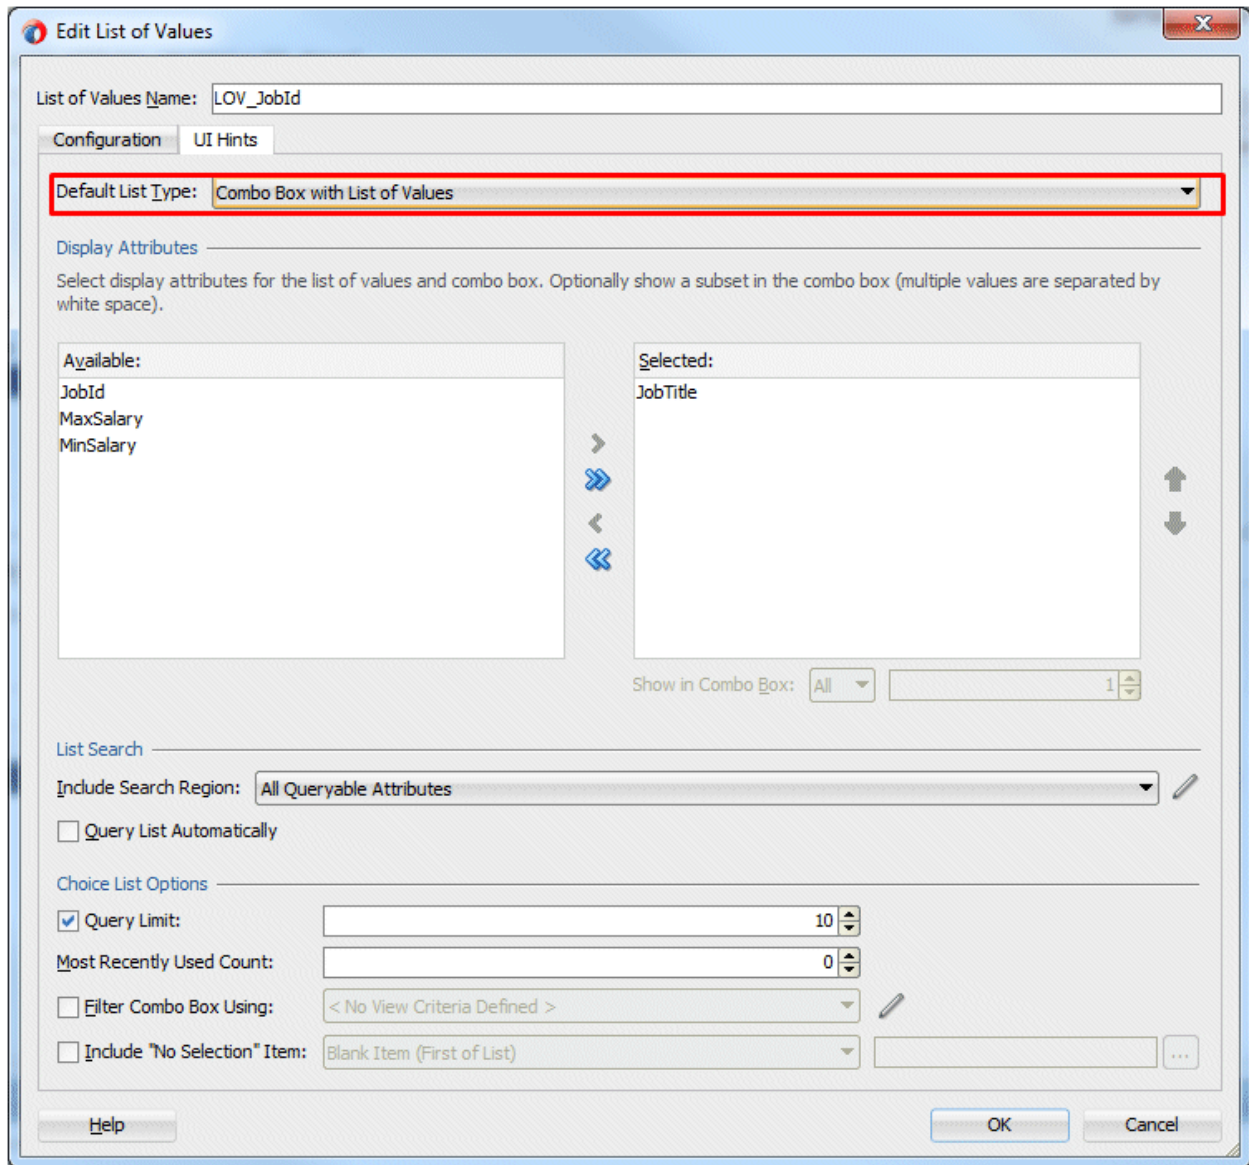 Edit List of Values
x
List of Values Name: LOV_JobId
Configuration UI Hints
Default List Type: Combo Box with List of Values
Display Attributes
Select display attributes for the list of values and combo box. Optionally show a subset in the combo box (multiple values are separated by
white space).
Available: Selected:
JobId JobTitle
MaxSalary
MinSalary
Show in Combo Box: All 1
List Search
Include Search Region: All Queryable Attributes
Query List Automatically
Choice List Options
Query Limit: 10
Most Recently Used Count: 0
Filter Combo Box Using: < No View Criteria Defined >
Include "No Selection" Item: Blank Item (First of List) ...
Help OK Cancel